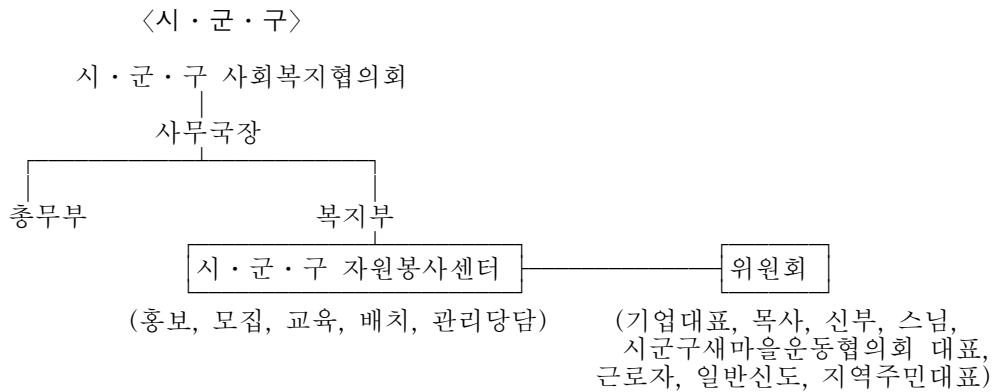 〈시·군·구〉
시·군·구 사회복지협의회
사무국장
총무부 복지부
시·군·구 자원봉사센터 위원회
(홍보, 모집, 교육, 배치, 관리담당) (기업대표, 목사, 신부, 스님,
시군구새마을운동협의회 대표,
근로자, 일반신도, 지역주민대표)